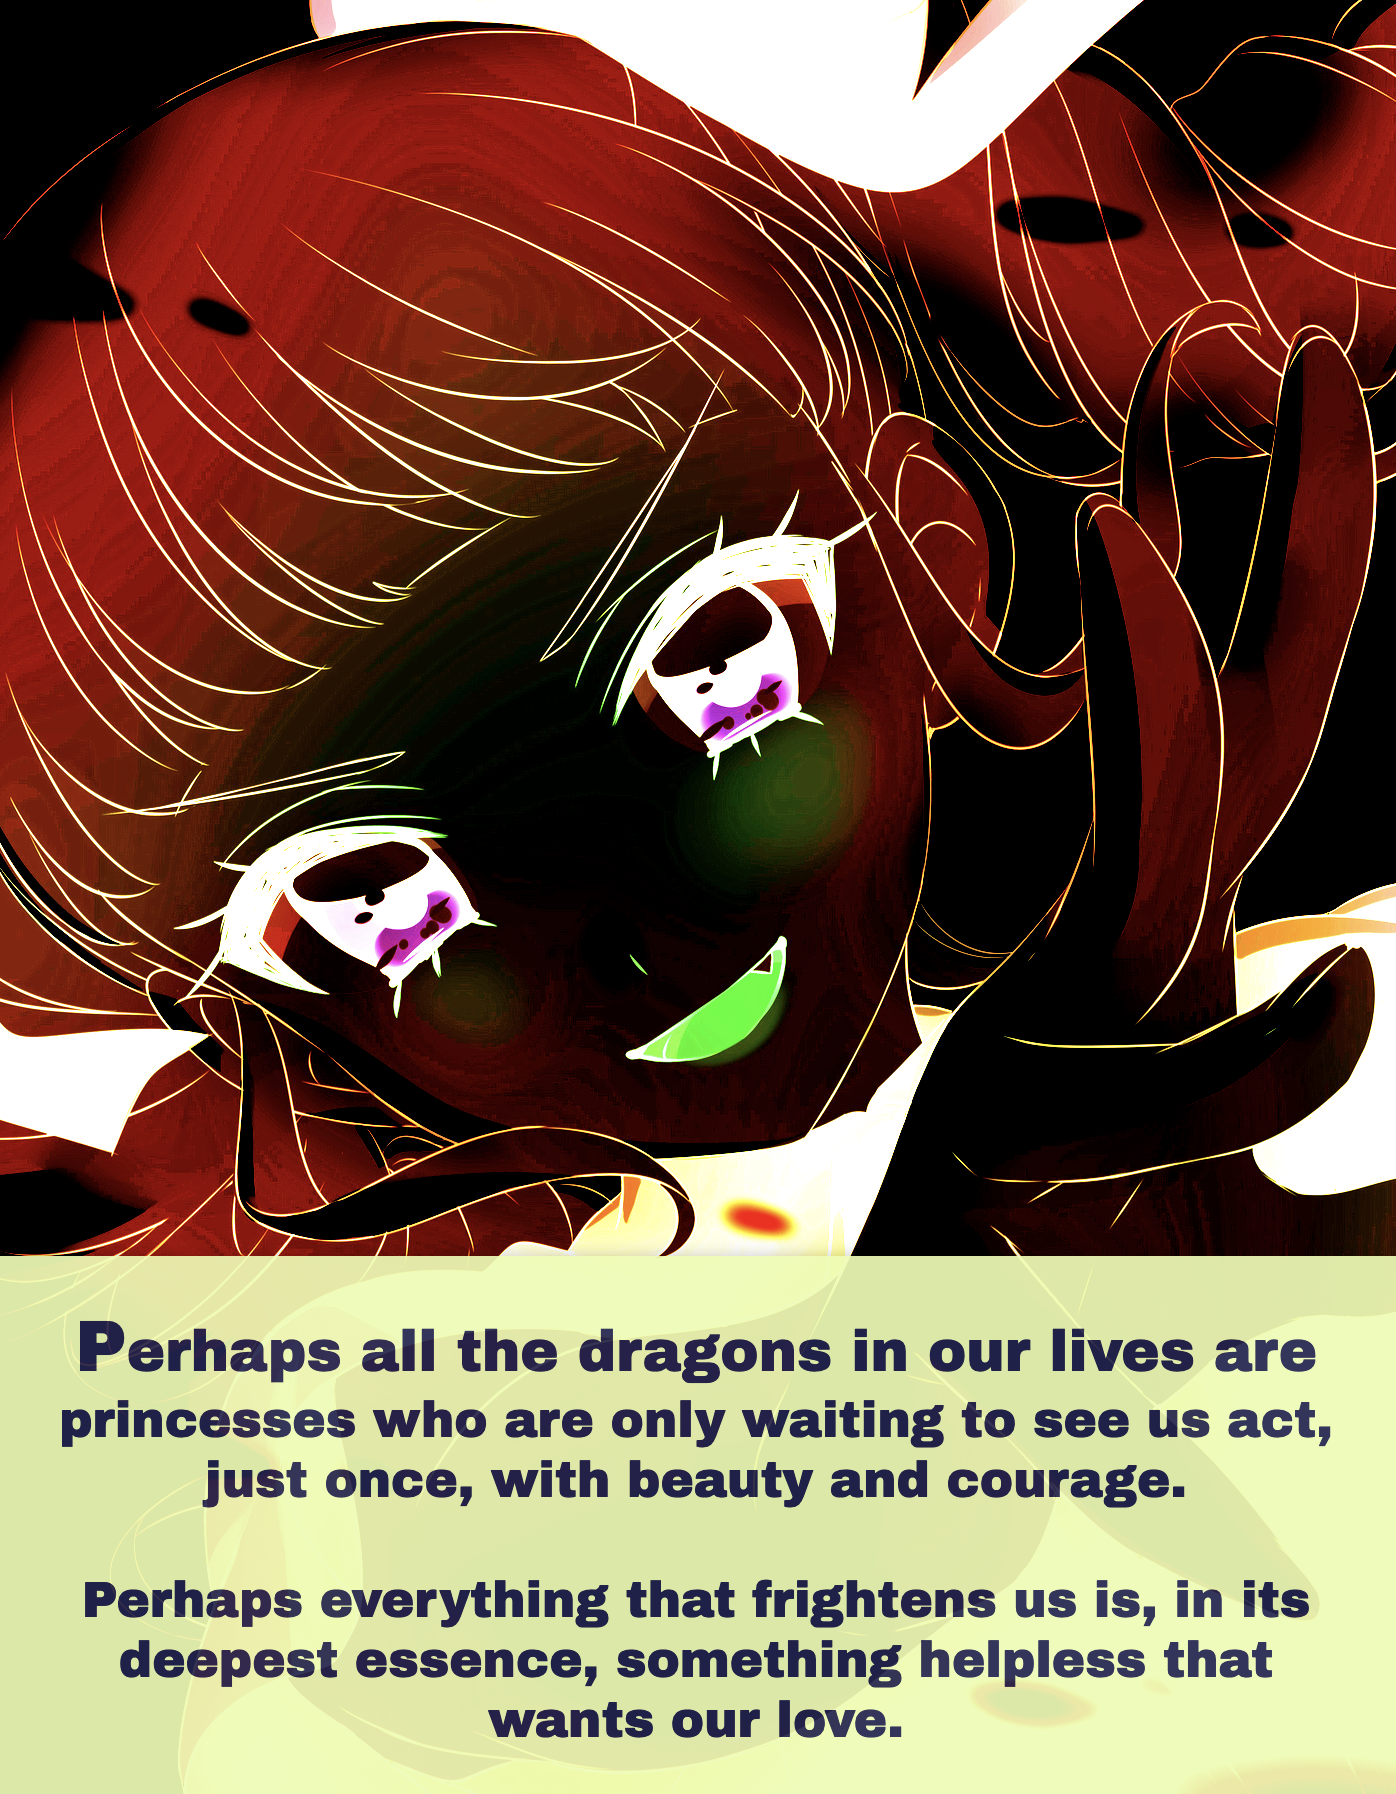 Perhaps all the dragons in our lives are
princesses who are only waiting to see us act,
just once, with beauty and courage.
Perhaps everything that frightens us is, in its
deepest essence, something helpless that
wants our love.